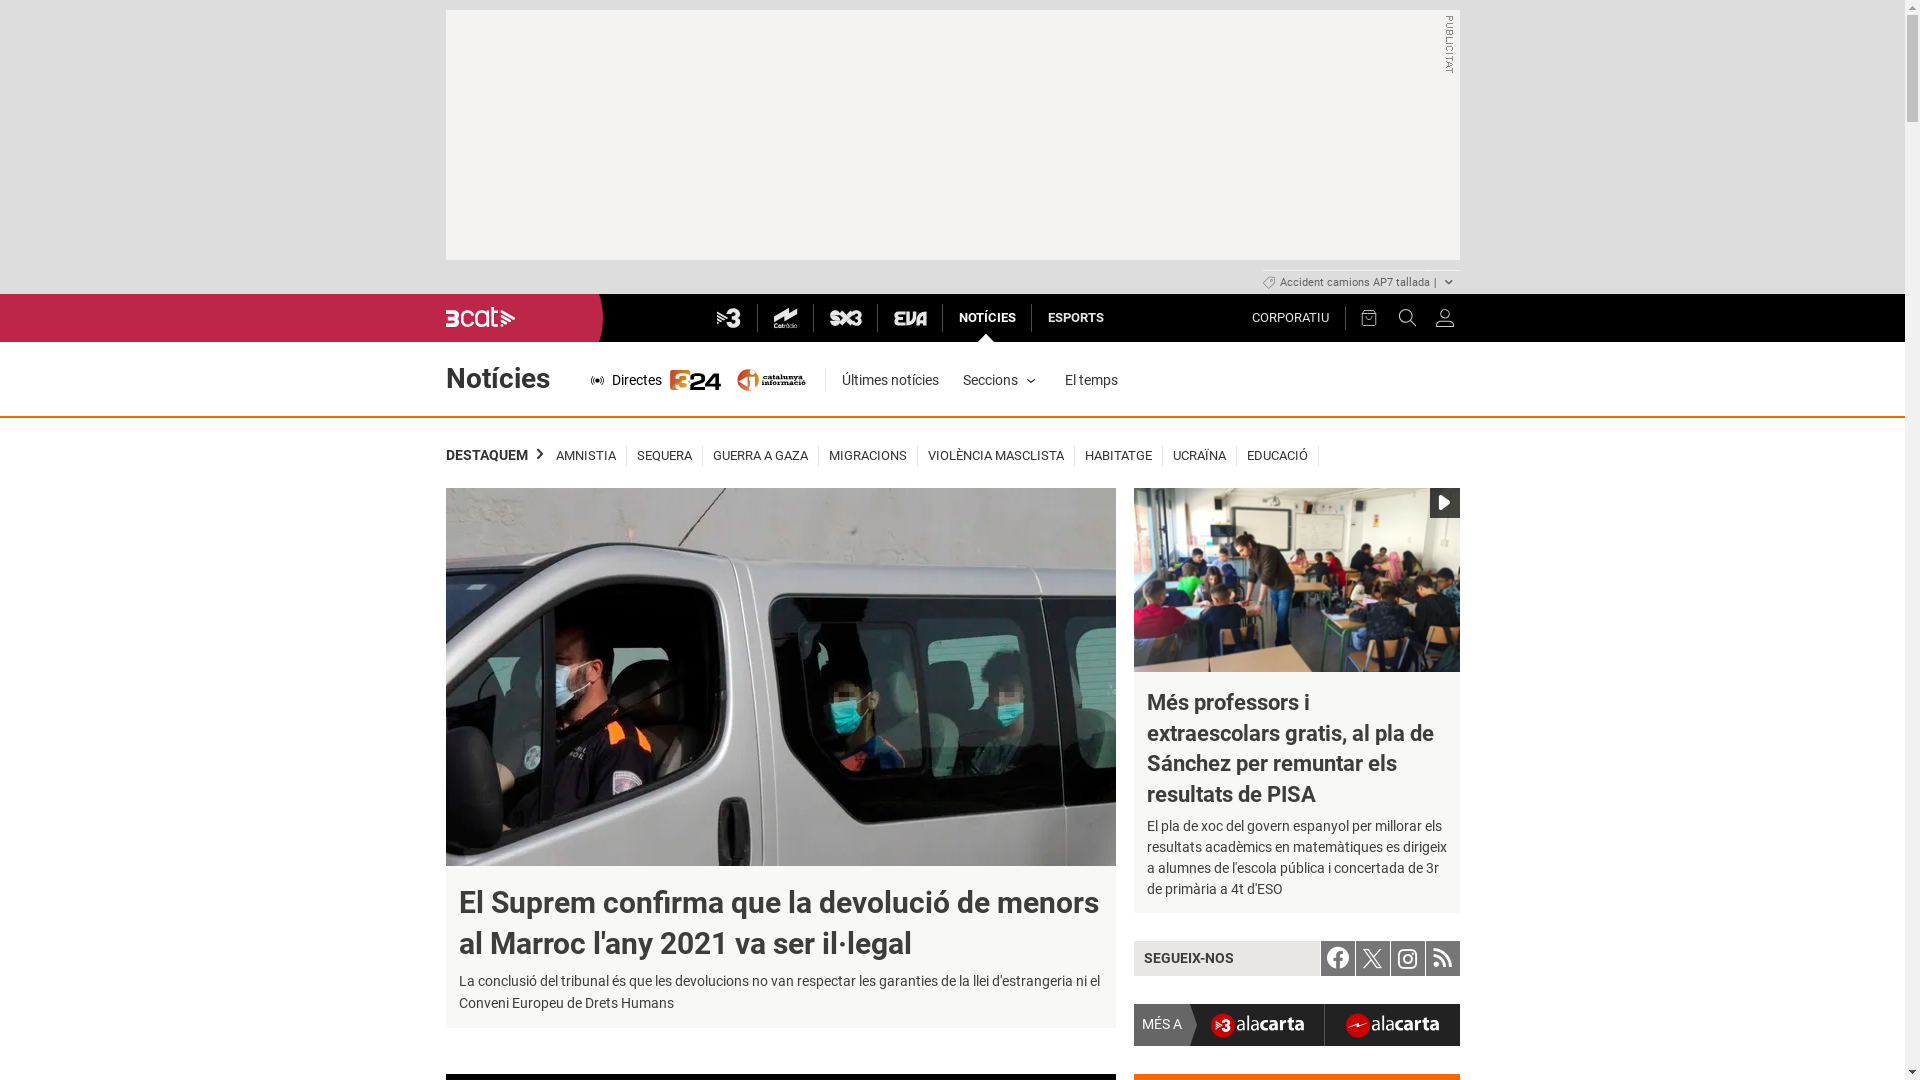 PUBLICITAT
Accident camions AP7 tallada |
3cat
3
Catràdio
SX3
EVA
NOTÍCIES
ESPORTS
CORPORATIU
Notícies
Directes
324
catalunya
informació
Últimes notícies
Seccions
El temps
DESTAQUEM
AMNISTIA
SEQUERA
GUERRA A GAZA
MIGRACIONS
VIOLÈNCIA MASCLISTA
HABITATGE
UCRAÏNA
EDUCACIÓ
El Suprem confirma que la devolució de menors
al Marroc l'any 2021 va ser il·legal
La conclusió del tribunal és que les devolucions no van respectar les garanties de la llei d'estrangeria ni el
Conveni Europeu de Drets Humans
Més professors i
extraescolars gratis, al pla de
Sánchez per remuntar els
resultats de PISA
El pla de xoc del govern espanyol per millorar els
resultats acadèmics en matemàtiques es dirigeix
a alumnes de l'escola pública i concertada de 3r
de primària a 4t d'ESO
SEGUEIX-NOS
MÉS A
3 alacarta
alacarta